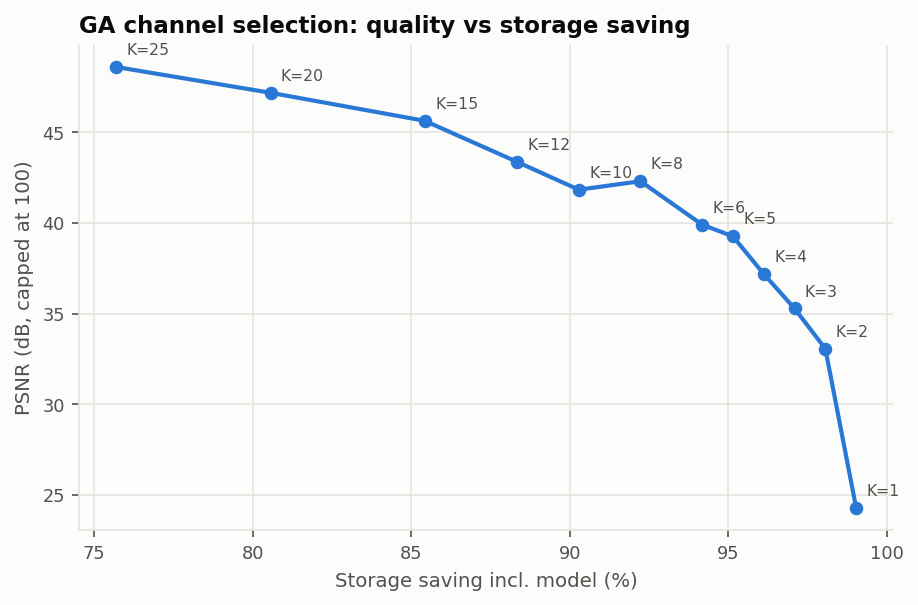 GA channel selection: quality vs storage saving
K=25
K=20
K=15
K=12
K=10
K=8
K=6
K=5
K=4
K=3
K=2
K=1
45
40
35
30
25
PSNR (dB, capped at 100)
75 80 85 90 95 100
Storage saving incl. model (%)